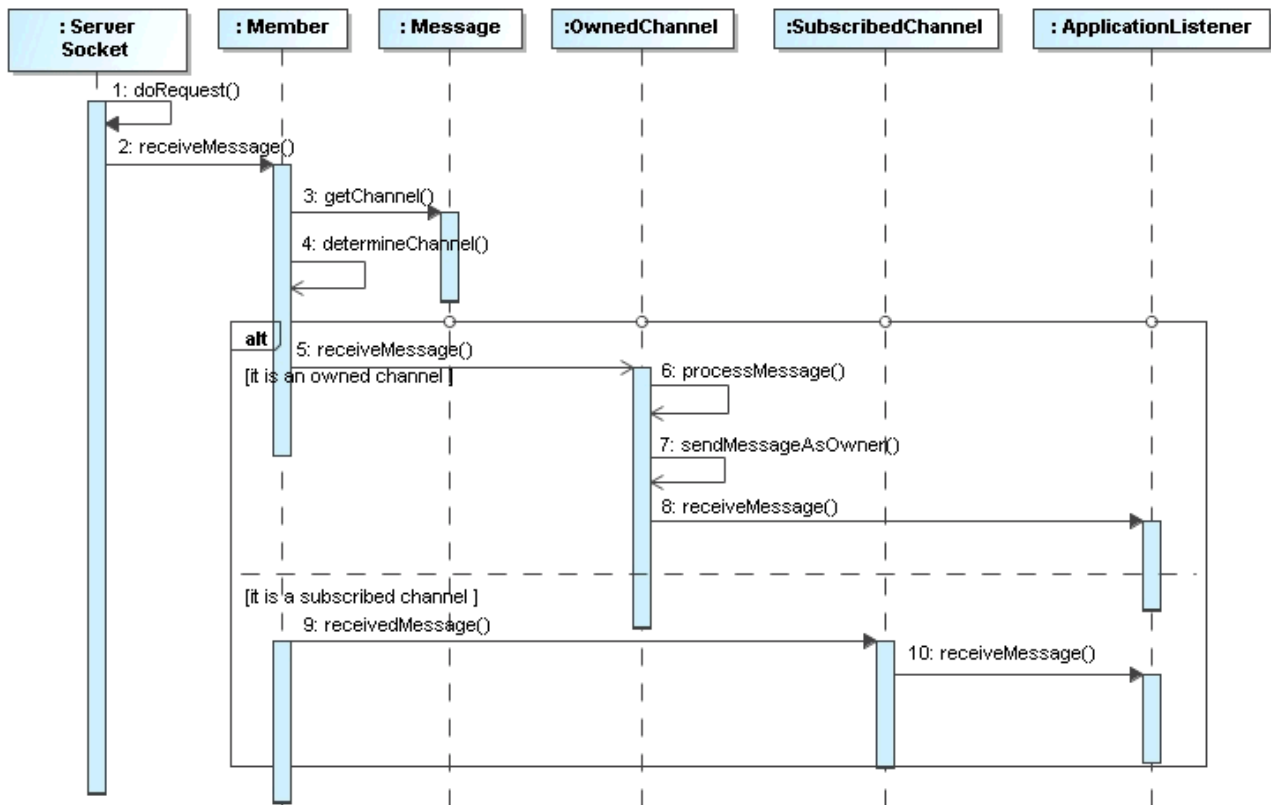 : Server
Socket
: Member
: Message
:OwnedChannel
:SubscribedChannel
: ApplicationListener
1: doRequest()
2: receiveMessage()
3: getChannel()
4: determineChannel()
alt
5: receiveMessage()
[it is an owned channel ]
6: processMessage()
7: sendMessageAsOwner()
8: receiveMessage()
[it is a subscribed channel ]
9: receivedMessage()
10: receiveMessage()